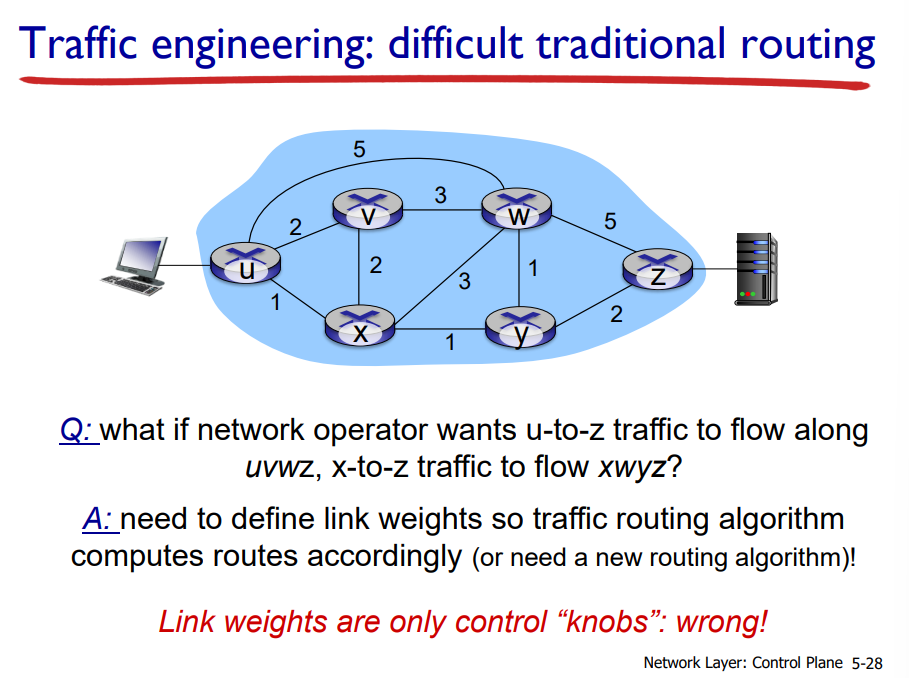 Traffic engineering: difficult traditional routing
5
3
v
w
2
5
u
2
3
1
z
1
x
1
y
2
Q: what if network operator wants u-to-z traffic to flow along
uvwz, x-to-z traffic to flow xwyz?
A: need to define link weights so traffic routing algorithm
computes routes accordingly (or need a new routing algorithm)!
Link weights are only control “knobs”: wrong!
Network Layer: Control Plane 5-28